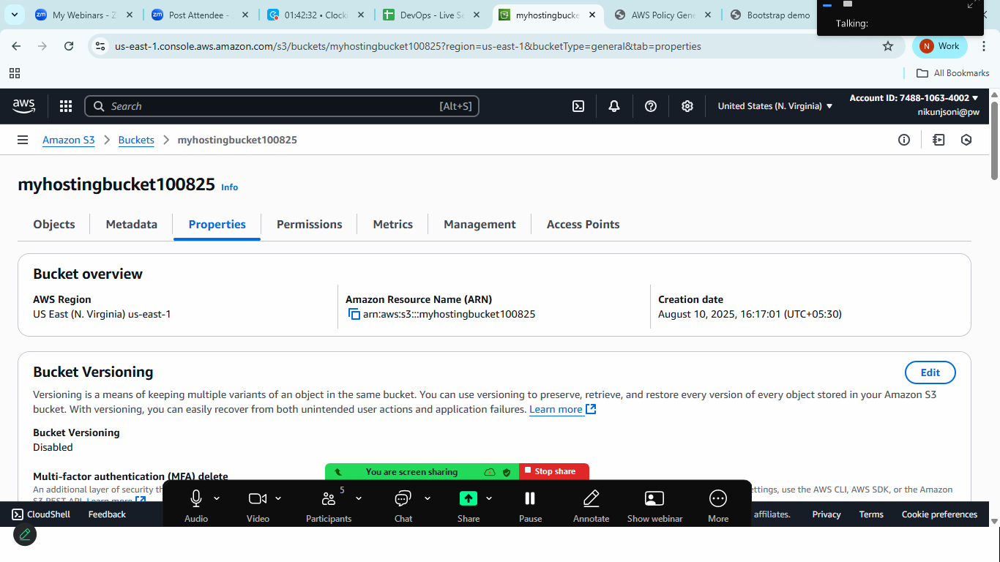 My Webinars - Z
Post Attendee -
01:42:32 • Clocki
DevOps - Live Se
myhostingbucke
AWS Policy Gene
Bootstrap demo
Talking:
us-east-1.console.aws.amazon.com/s3/buckets/myhostingbucket100825?region=us-east-1&bucketType=general&tab=properties
N Work
All Bookmarks
aws
Search [Alt+S]
United States (N. Virginia)
Account ID: 7488-1063-4002
nikunjsoni@pw
Amazon S3 Buckets myhostingbucket100825
myhostingbucket100825 Info
Objects Metadata Properties Permissions Metrics Management Access Points
Bucket overview
AWS Region
US East (N. Virginia) us-east-1
Amazon Resource Name (ARN)
arn:aws:s3:::myhostingbucket100825
Creation date
August 10, 2025, 16:17:01 (UTC+05:30)
Bucket Versioning
Edit
Versioning is a means of keeping multiple variants of an object in the same bucket. You can use versioning to preserve, retrieve, and restore every version of every object stored in your Amazon S3
bucket. With versioning, you can easily recover from both unintended user actions and application failures. Learn more
Bucket Versioning
Disabled
Multi-factor authentication (MFA) delete
An additional layer of security th
ettings, use the AWS CLI, AWS SDK, or the Amazon
S3 REST API. Learn more
You are screen sharing
Stop share
Audio Video Participants 5 Chat Share Pause Annotate Show webinar More
CloudShell Feedback
affiliates. Privacy Terms Cookie preferences